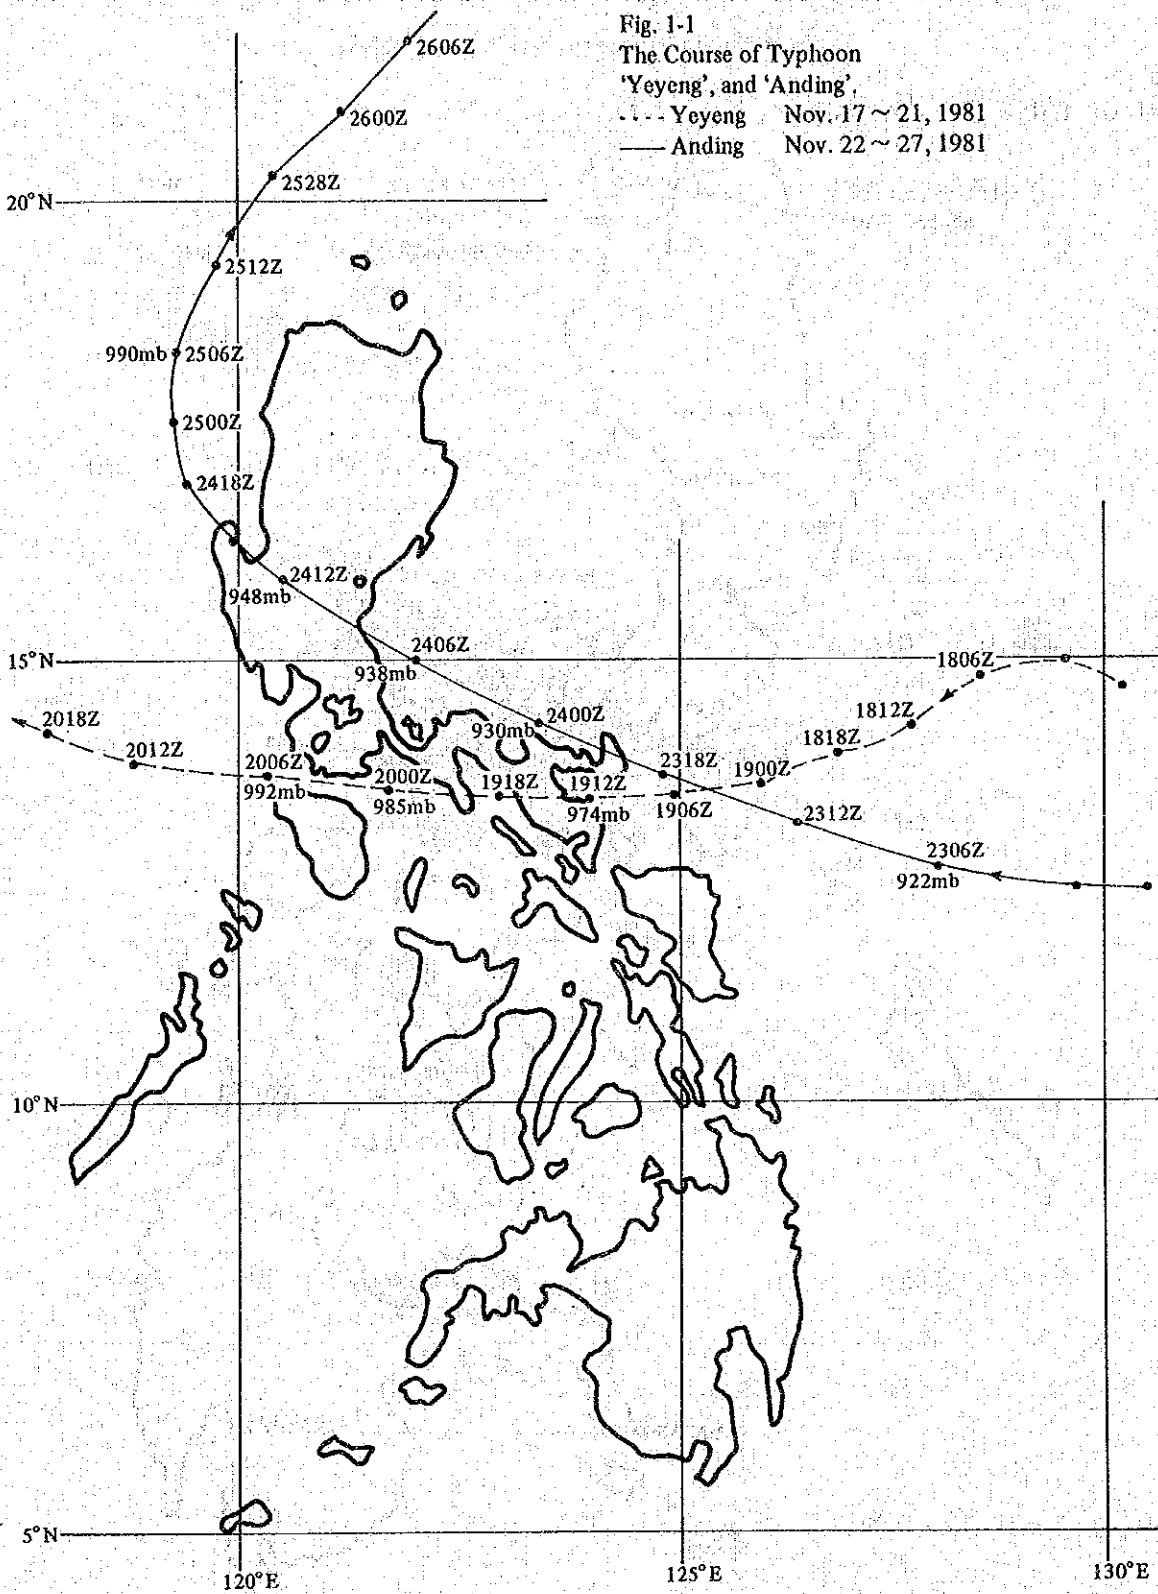 Fig. 1-1
The Course of Typhoon
'Yeyeng', and 'Anding',
---- Yeyeng Nov. 17 ~ 21, 1981
—— Anding Nov. 22 ~ 27, 1981
2606Z
2600Z
2528Z
20°N
2512Z
990mb 2506Z
2500Z
2418Z
2412Z
948mb
2406Z
15°N
938mb
1806Z
1812Z
2400Z
930mb
2018Z
2012Z
1818Z
2006Z
992mb
2000Z
985mb
1918Z
1912Z
974mb
2318Z
1900Z
1906Z
2312Z
2306Z
922mb
10°N
5°N
120°E
125°E
130°E